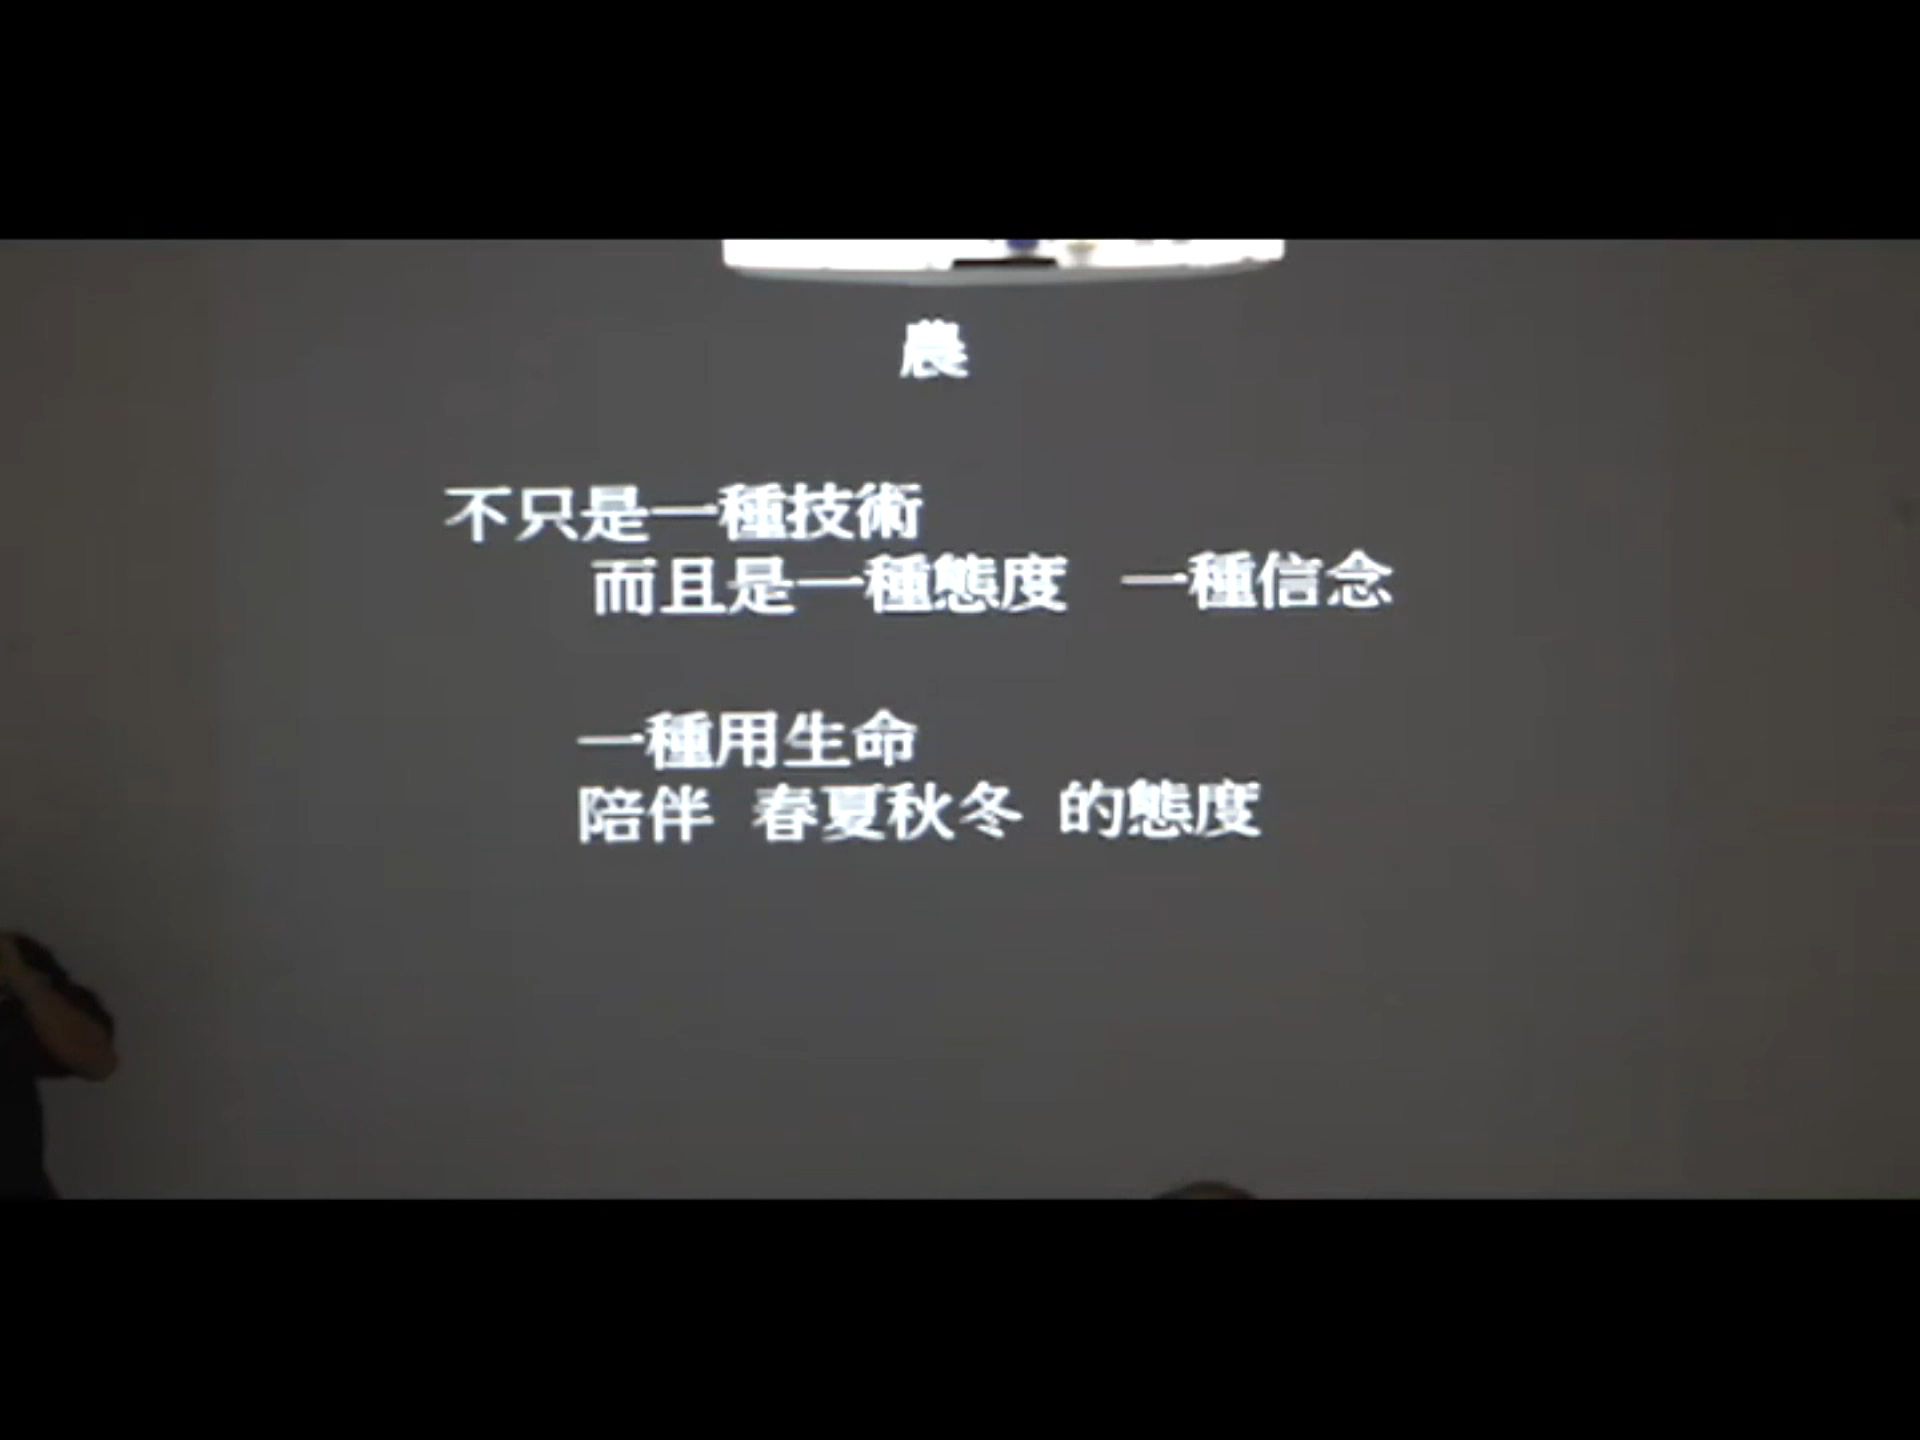 農
不只是一種技術
而且是一種態度 一種信念
一種用生命
陪伴 春夏秋冬 的態度